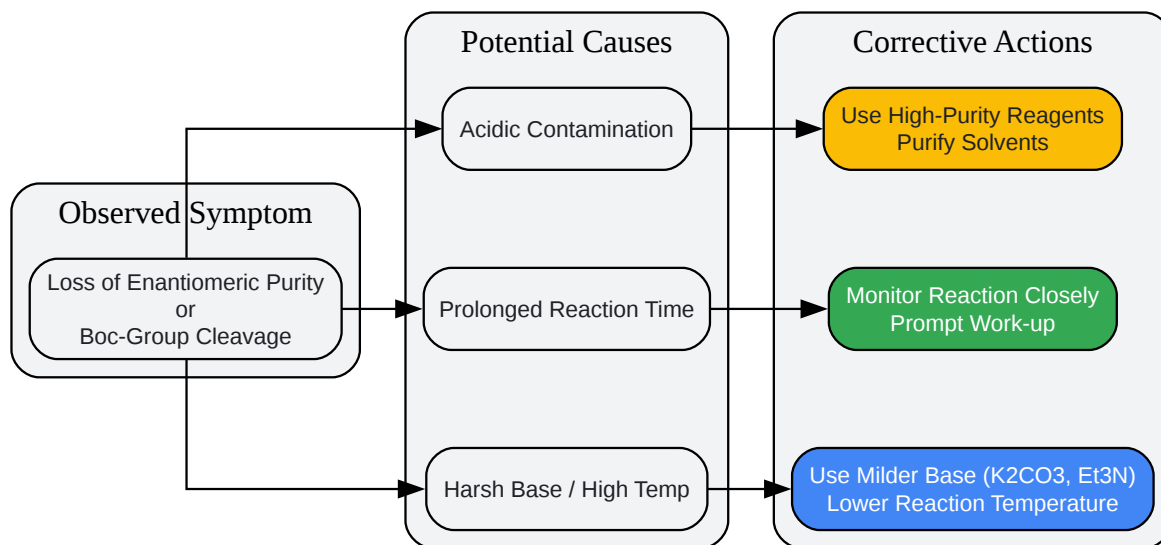 Potential Causes
Corrective Actions
Acidic Contamination
Use High-Purity Reagents
Purify Solvents
Observed Symptom
Loss of Enantiomeric Purity
or
Boc-Group Cleavage
Prolonged Reaction Time
Monitor Reaction Closely
Prompt Work-up
Harsh Base / High Temp
Use Milder Base (K2CO3, Et3N)
Lower Reaction Temperature